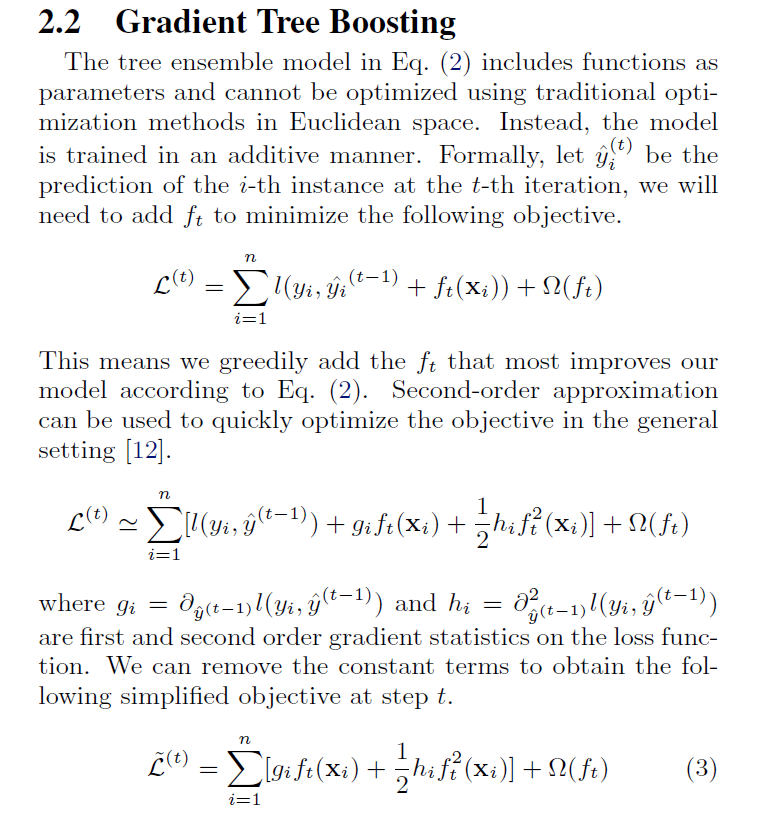 2.2 Gradient Tree Boosting
The tree ensemble model in Eq. (2) includes functions as
parameters and cannot be optimized using traditional opti-
mization methods in Euclidean space. Instead, the model
is trained in an additive manner. Formally, let ŷ_i^{(t)} be the
prediction of the i-th instance at the t-th iteration, we will
need to add f_t to minimize the following objective.
\mathcal{L}^{(t)} = \sum_{i=1}^{n} l(y_i, \hat{y}_i^{(t-1)} + f_t(\mathbf{x}_i)) + \Omega(f_t)
This means we greedily add the f_t that most improves our
model according to Eq. (2). Second-order approximation
can be used to quickly optimize the objective in the general
setting [12].
\mathcal{L}^{(t)} \simeq \sum_{i=1}^{n} [l(y_i, \hat{y}^{(t-1)}) + g_i f_t(\mathbf{x}_i) + \frac{1}{2} h_i f_t^2(\mathbf{x}_i)] + \Omega(f_t)
where g_i = \partial_{\hat{y}^{(t-1)}} l(y_i, \hat{y}^{(t-1)}) and h_i = \partial^2_{\hat{y}^{(t-1)}} l(y_i, \hat{y}^{(t-1)})
are first and second order gradient statistics on the loss func-
tion. We can remove the constant terms to obtain the fol-
lowing simplified objective at step t.
\tilde{\mathcal{L}}^{(t)} = \sum_{i=1}^{n} [g_i f_t(\mathbf{x}_i) + \frac{1}{2} h_i f_t^2(\mathbf{x}_i)] + \Omega(f_t) (3)